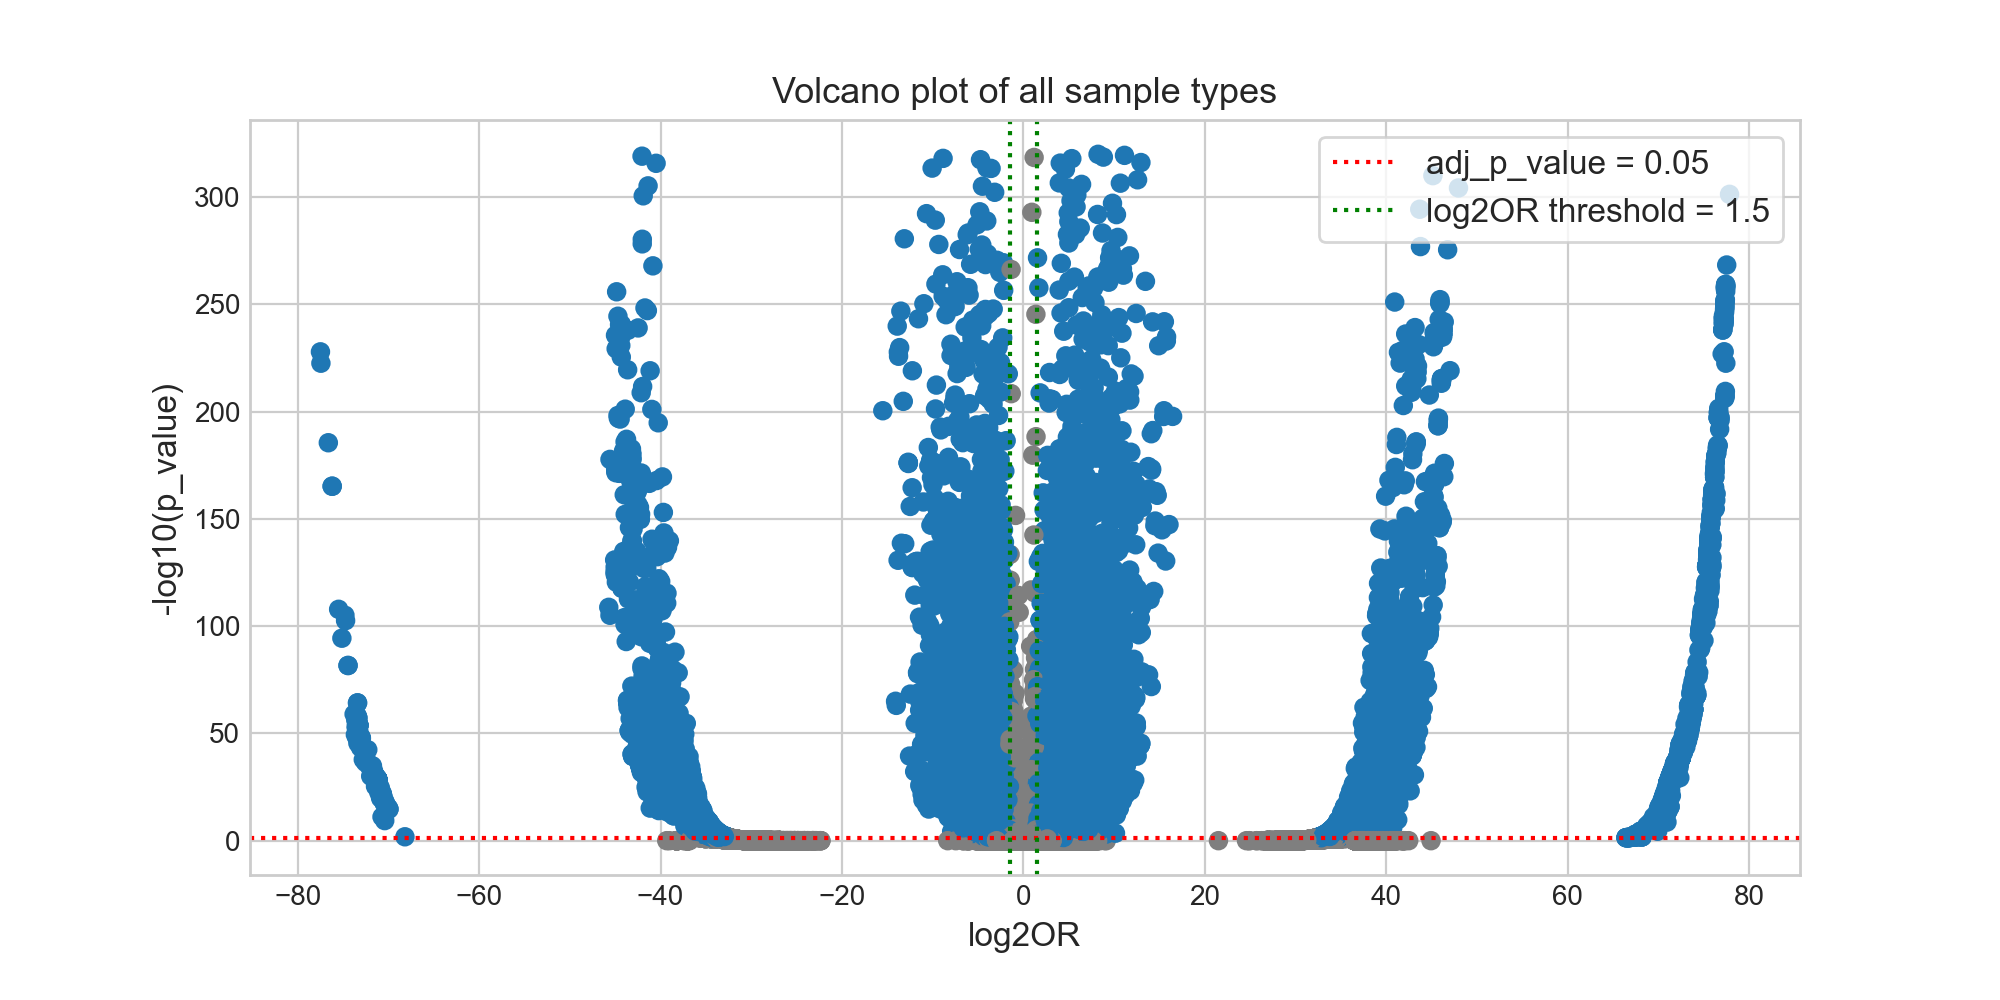 Volcano plot of all sample types
adj_p_value = 0.05
log2OR threshold = 1.5
-log10(p_value)
300
250
200
150
100
50
0
−80 −60 −40 −20 0 20 40 60 80
log2OR